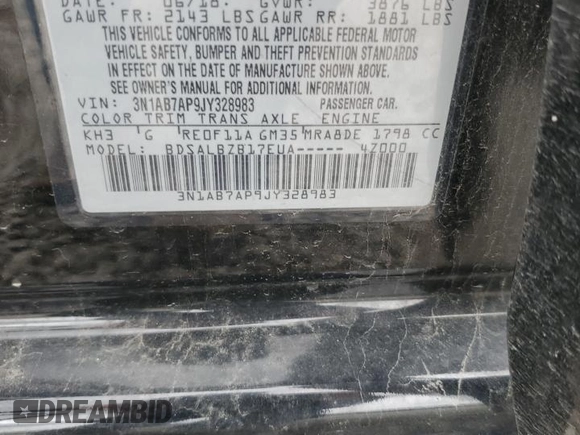 DATE: 06/18. GVWR: 3876 LBS
GAWR FR: 2143 LBS GAWR RR: 1881 LBS
THIS VEHICLE CONFORMS TO ALL APPLICABLE FEDERAL MOTOR
VEHICLE SAFETY, BUMPER AND THEFT PREVENTION STANDARDS
IN EFFECT ON THE DATE OF MANUFACTURE SHOWN ABOVE.
SEE OWNER'S MANUAL FOR ADDITIONAL INFORMATION.
VIN: 3N1AB7AP9JY328983 PASSENGER CAR.
COLOR TRIM TRANS AXLE ENGINE
KH3 G RE0F11A GM35 MRA8DE 1798 CC
MODEL: BDSALBZB17EUA----- 4Z000
3N1AB7AP9JY328983
DREAMBID